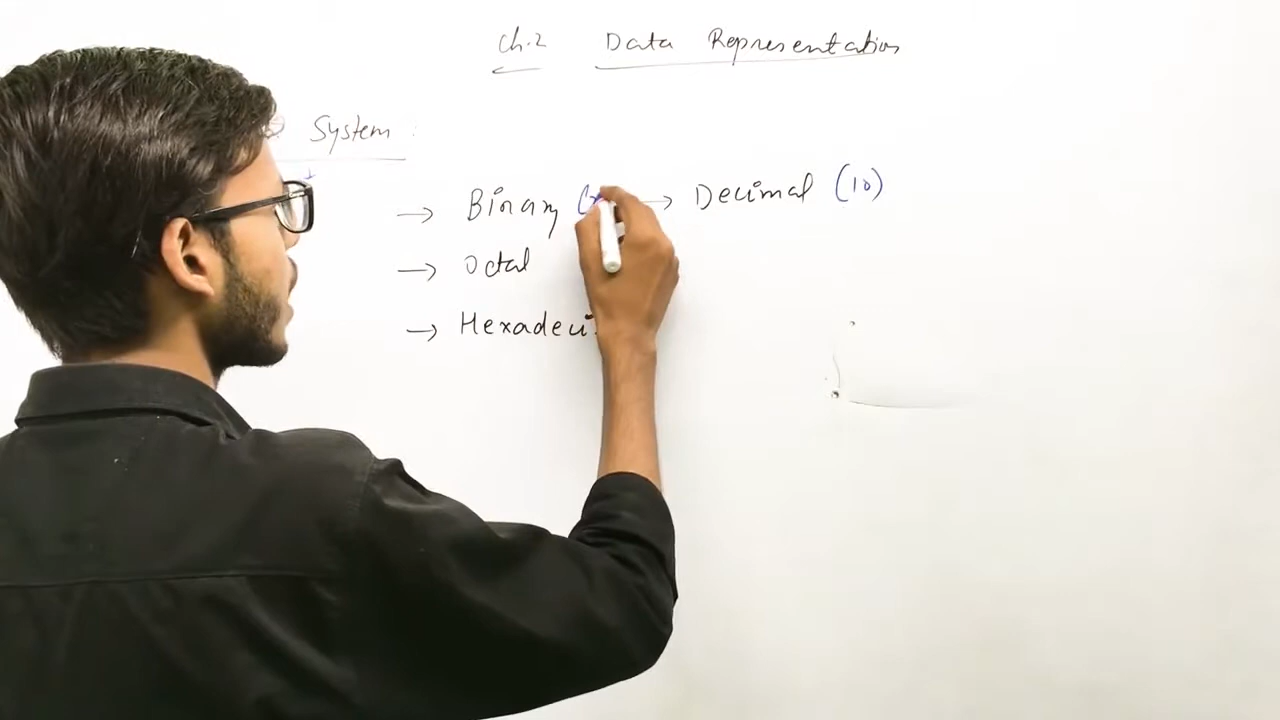 Ch.2 Data Representation
System :
→ Binary ( → Decimal (10)
→ Octal
→ Hexadeci